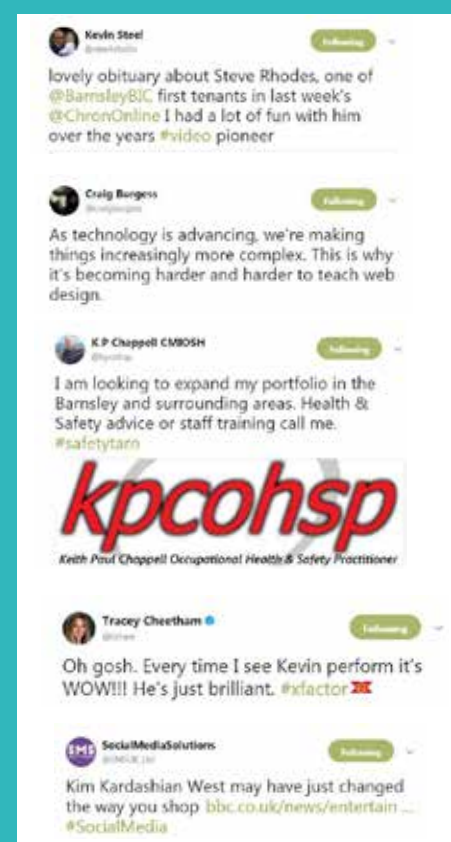 Kevin Steel
Following
lovely obituary about Steve Rhodes, one of
@BarnsleyBIC first tenants in last week's
@ChronOnline I had a lot of fun with him
over the years #video pioneer
Craig Burgess
Following
As technology is advancing, we're making
things increasingly more complex. This is why
it's becoming harder and harder to teach web
design.
K.P Chappell CMIOSH
Following
I am looking to expand my portfolio in the
Barnsley and surrounding areas. Health &
Safety advice or staff training call me.
#safetytarn
kpcohsp
Keith Paul Chappell Occupational Health & Safety Practitioner
Tracey Cheetham
Following
Oh gosh. Every time I see Kevin perform it's
WOW!!! He's just brilliant. #xfactor
SMS
SocialMediaSolutions
Following
Kim Kardashian West may have just changed
the way you shop bbc.co.uk/news/entertain ...
#SocialMedia